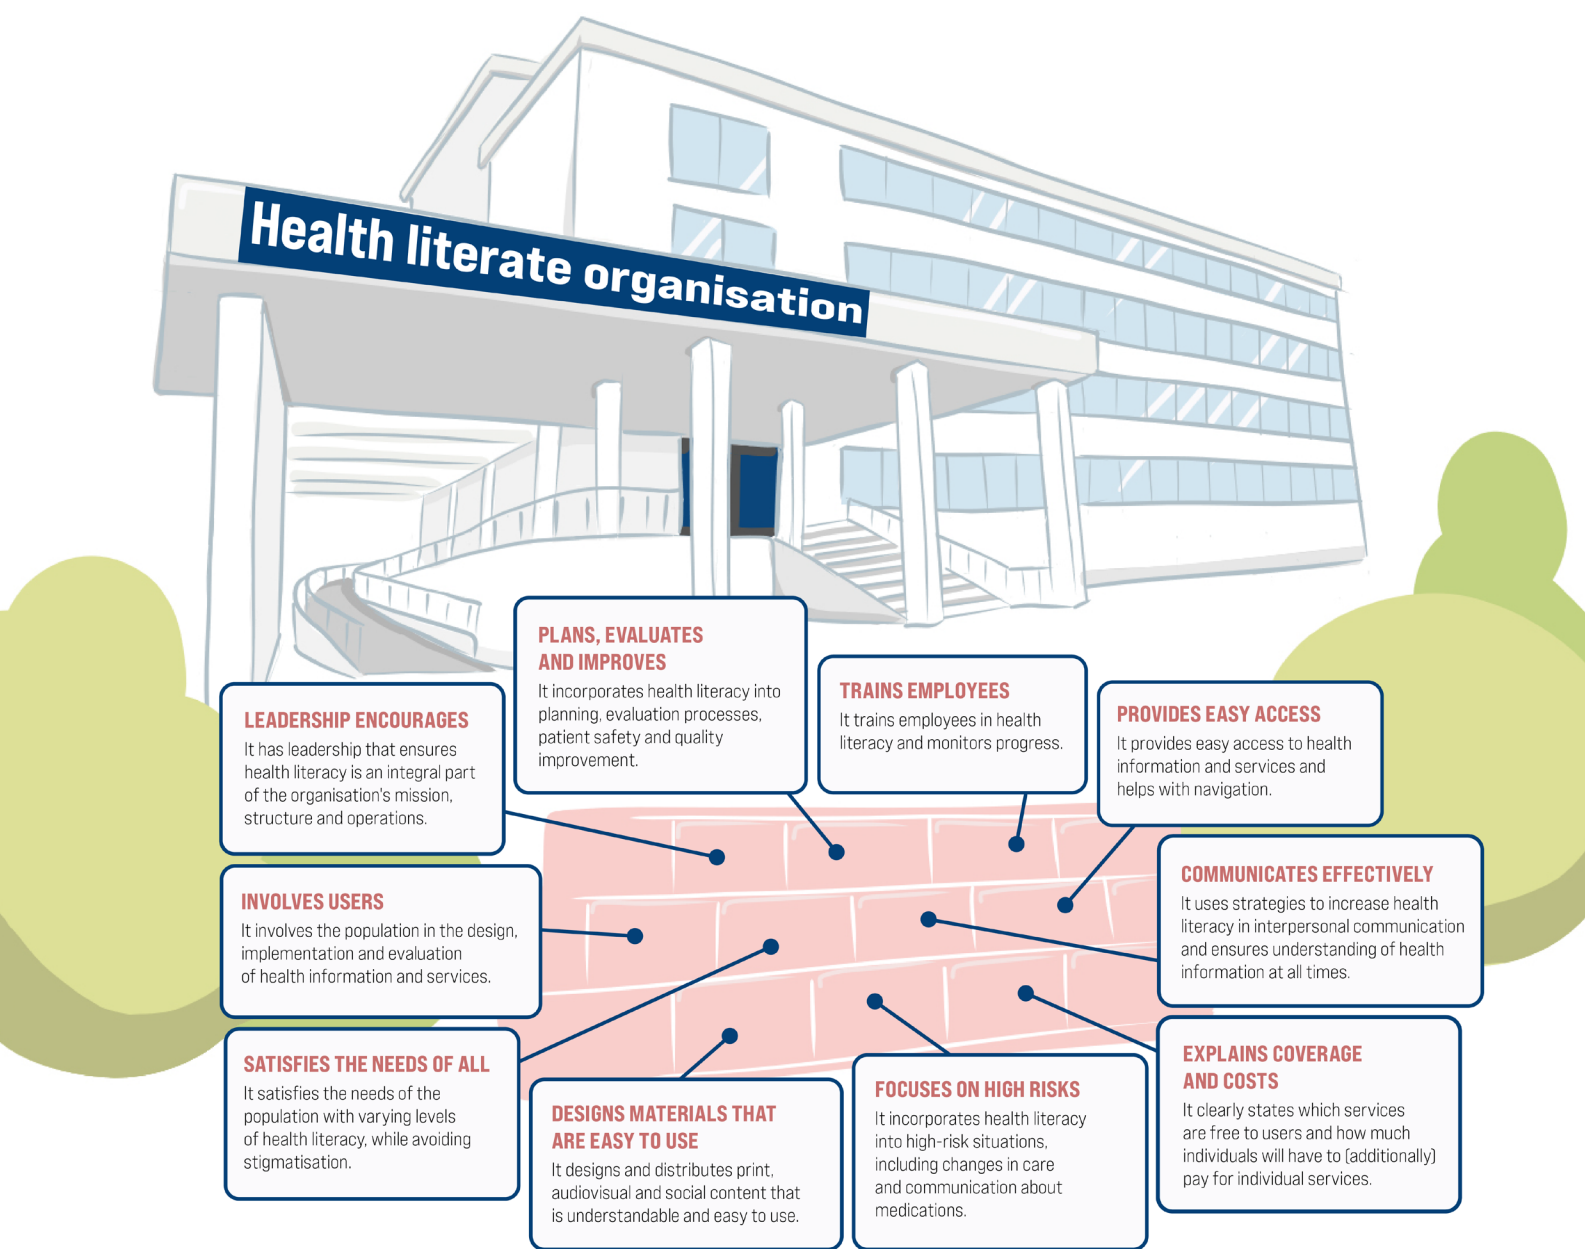 Health literate organisation
PLANS, EVALUATES
AND IMPROVES
It incorporates health literacy into
planning, evaluation processes,
patient safety and quality
improvement.
TRAINS EMPLOYEES
It trains employees in health
literacy and monitors progress.
LEADERSHIP ENCOURAGES
It has leadership that ensures
health literacy is an integral part
of the organisation's mission,
structure and operations.
PROVIDES EASY ACCESS
It provides easy access to health
information and services and
helps with navigation.
INVOLVES USERS
It involves the population in the design,
implementation and evaluation
of health information and services.
COMMUNICATES EFFECTIVELY
It uses strategies to increase health
literacy in interpersonal communication
and ensures understanding of health
information at all times.
SATISFIES THE NEEDS OF ALL
It satisfies the needs of the
population with varying levels
of health literacy, while avoiding
stigmatisation.
DESIGNS MATERIALS THAT
ARE EASY TO USE
It designs and distributes print,
audiovisual and social content that
is understandable and easy to use.
FOCUSES ON HIGH RISKS
It incorporates health literacy
into high-risk situations,
including changes in care
and communication about
medications.
EXPLAINS COVERAGE
AND COSTS
It clearly states which services
are free to users and how much
individuals will have to (additionally)
pay for individual services.